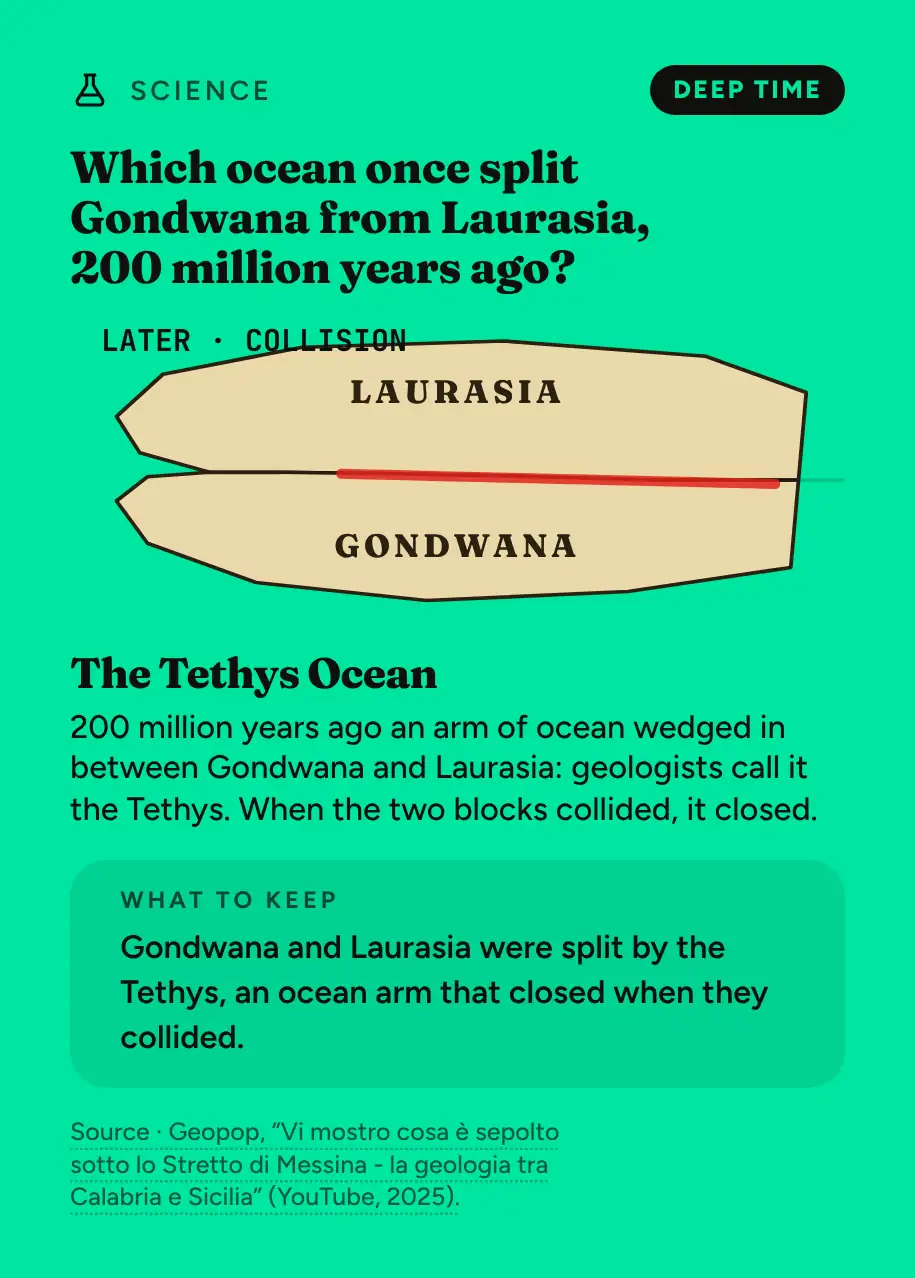 SCIENCE
DEEP TIME
Which ocean once split
Gondwana from Laurasia,
200 million years ago?
LATER · COLLISION
LAURASIA
GONDWANA
The Tethys Ocean
200 million years ago an arm of ocean wedged in
between Gondwana and Laurasia: geologists call it
the Tethys. When the two blocks collided, it closed.
WHAT TO KEEP
Gondwana and Laurasia were split by the
Tethys, an ocean arm that closed when they
collided.
Source · Geopop, “Vi mostro cosa è sepolto
sotto lo Stretto di Messina - la geologia tra
Calabria e Sicilia” (YouTube, 2025).